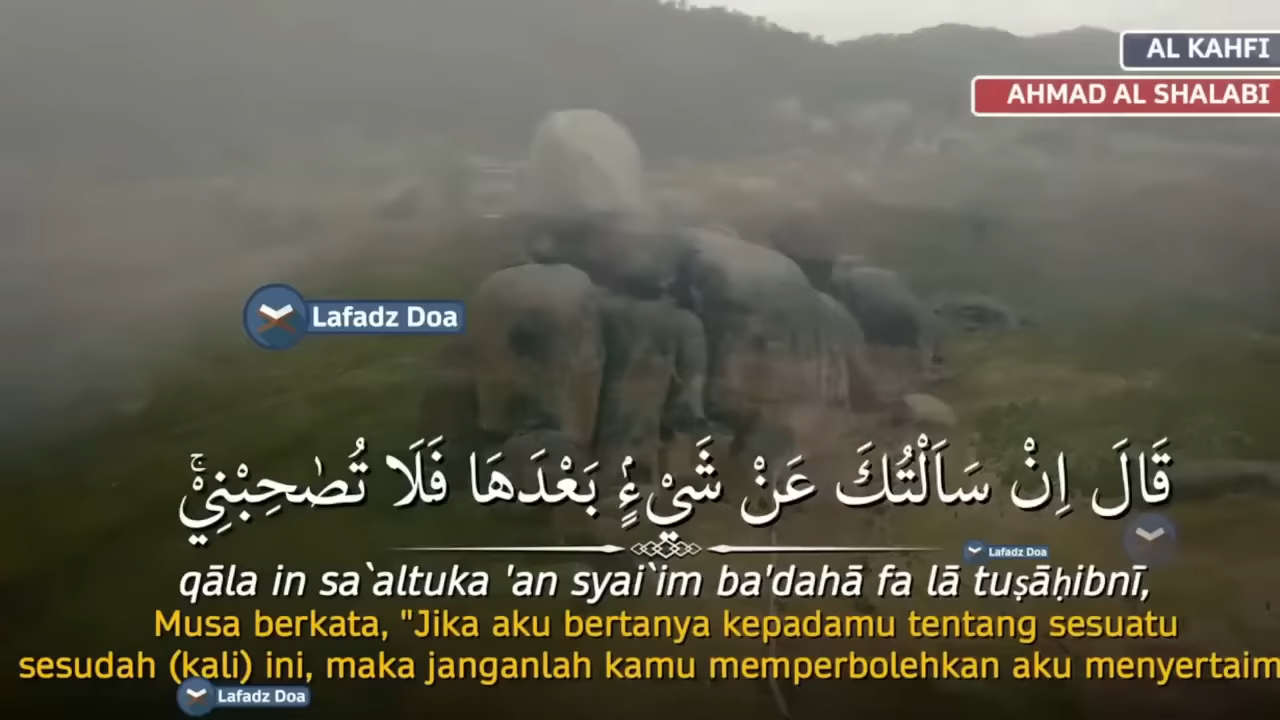 AL KAHFI
AHMAD AL SHALABI
Lafadz Doa
قَالَ اِنْ سَاَلْتُكَ عَنْ شَيْءٍۢ بَعْدَهَا فَلَا تُصٰحِبْنِيْۚ
Lafadz Doa
qāla in sa`altuka 'an syai`im ba'dahā fa lā tuṣāḥibnī,
Musa berkata, "Jika aku bertanya kepadamu tentang sesuatu
sesudah (kali) ini, maka janganlah kamu memperbolehkan aku menyertaim
Lafadz Doa